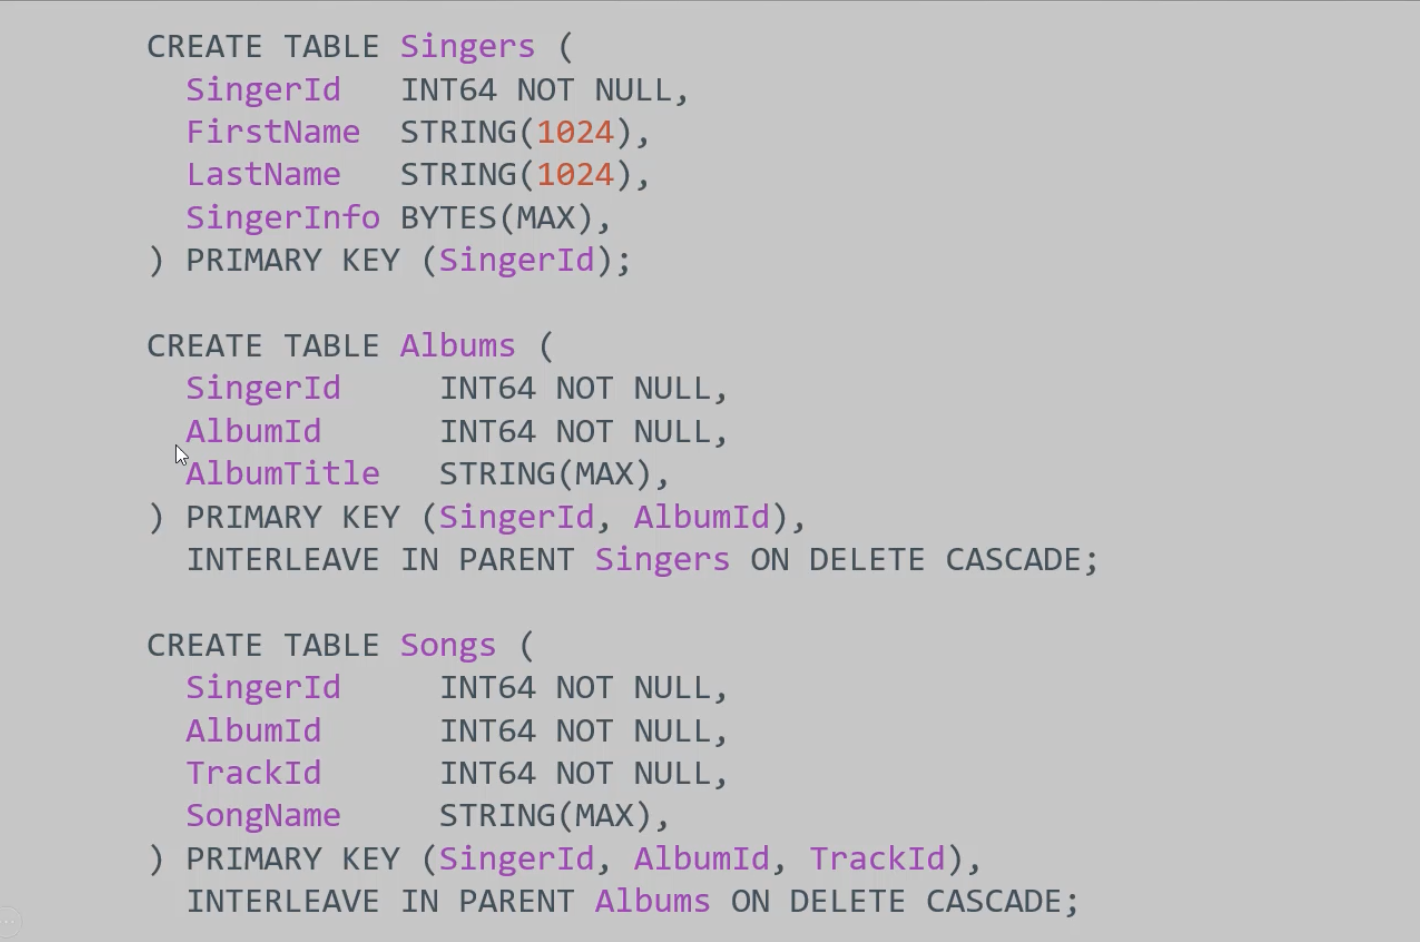 CREATE TABLE Singers (
  SingerId   INT64 NOT NULL,
  FirstName  STRING(1024),
  LastName   STRING(1024),
  SingerInfo BYTES(MAX),
) PRIMARY KEY (SingerId);

CREATE TABLE Albums (
  SingerId     INT64 NOT NULL,
  AlbumId      INT64 NOT NULL,
  AlbumTitle   STRING(MAX),
) PRIMARY KEY (SingerId, AlbumId),
  INTERLEAVE IN PARENT Singers ON DELETE CASCADE;

CREATE TABLE Songs (
  SingerId     INT64 NOT NULL,
  AlbumId      INT64 NOT NULL,
  TrackId      INT64 NOT NULL,
  SongName     STRING(MAX),
) PRIMARY KEY (SingerId, AlbumId, TrackId),
  INTERLEAVE IN PARENT Albums ON DELETE CASCADE;